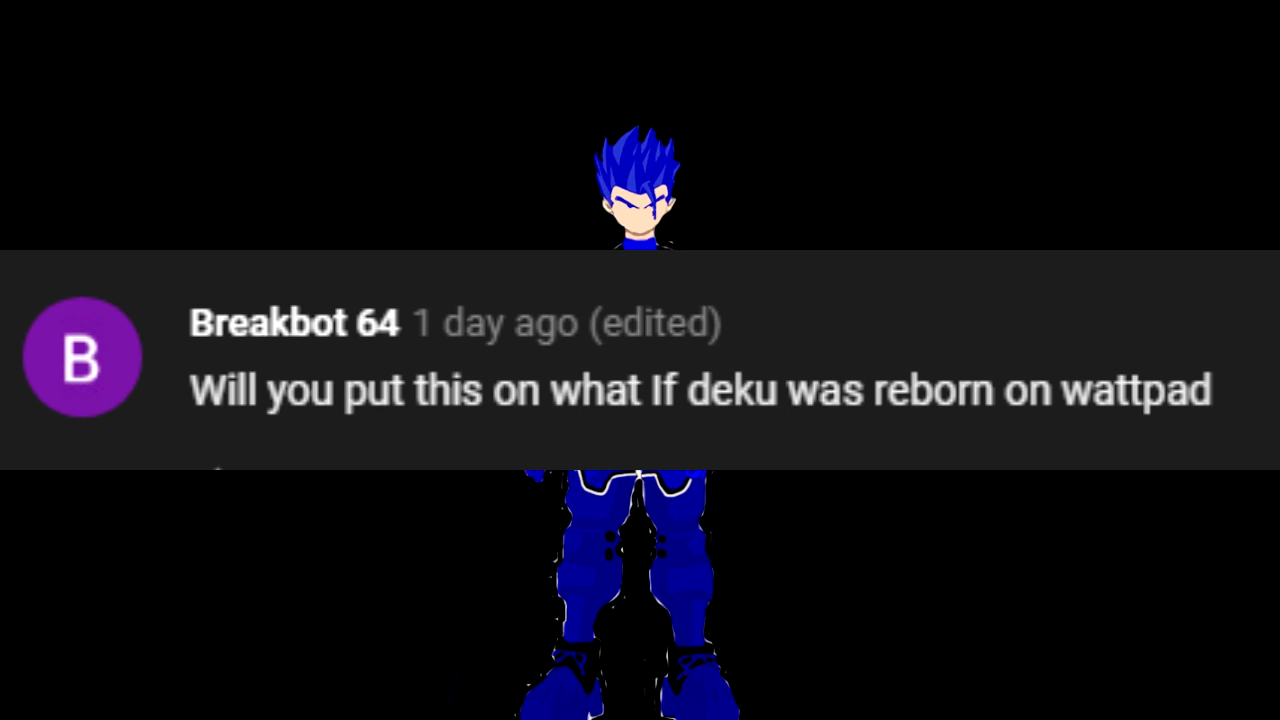 B
Breakbot 64 1 day ago (edited)
Will you put this on what If deku was reborn on wattpad